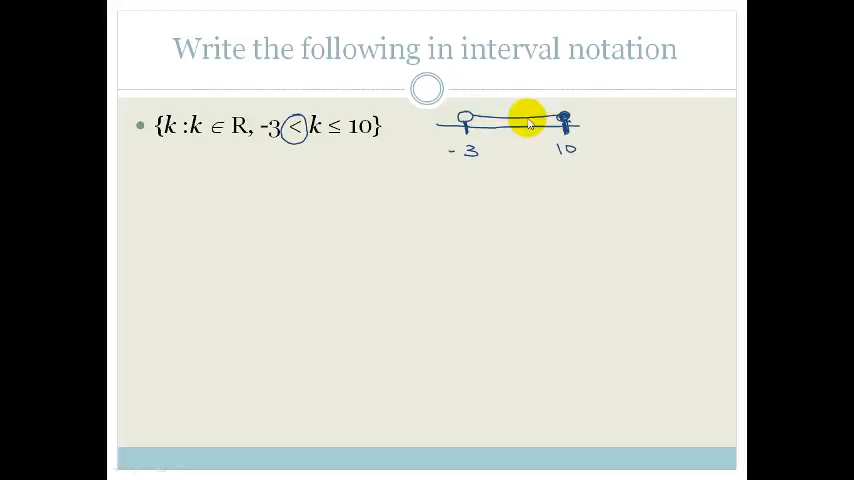 Write the following in interval notation
• {k : k ∈ R, -3 < k ≤ 10}
-3 10